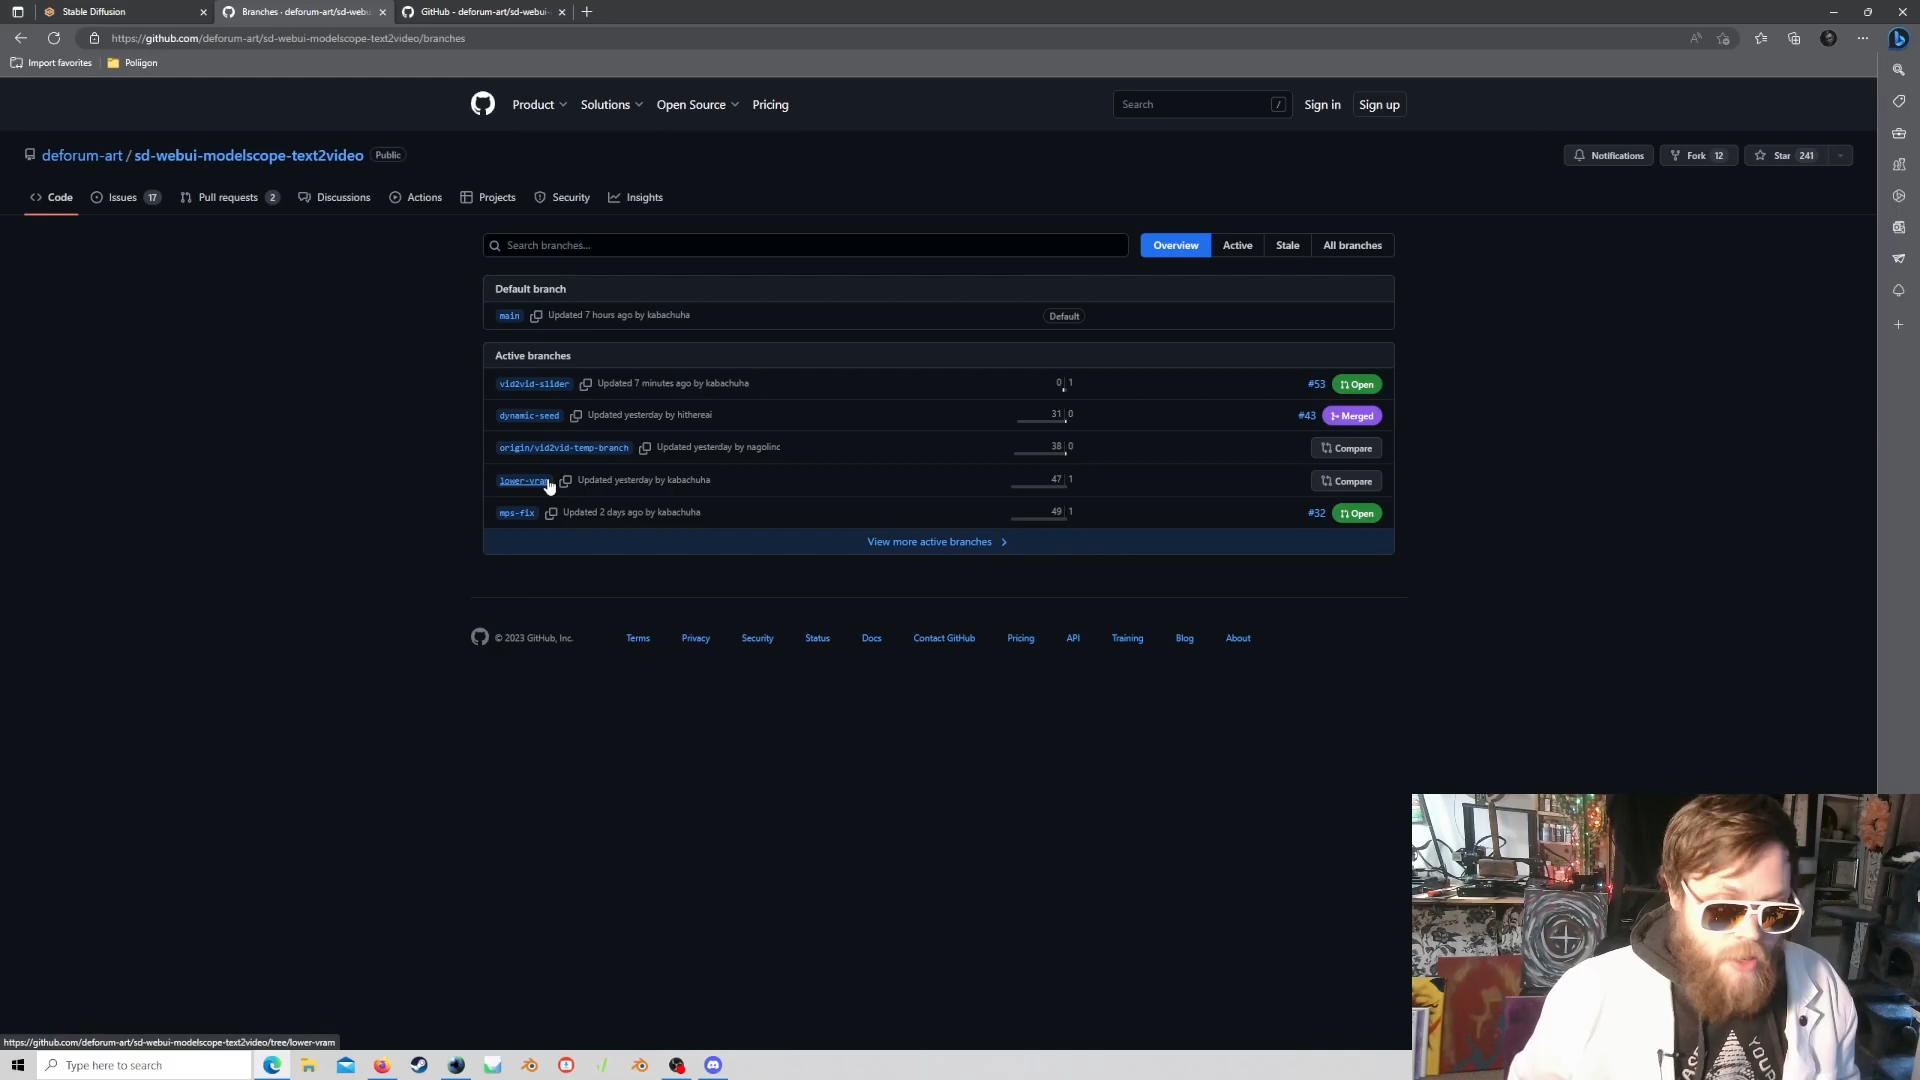 Stable Diffusion
Branches · deforum-art/sd-webui-
GitHub - deforum-art/sd-webui-
https://github.com/deforum-art/sd-webui-modelscope-text2video/branches
Import favorites
Poliigon
Product
Solutions
Open Source
Pricing
Search /
Sign in
Sign up
deforum-art / sd-webui-modelscope-text2video Public
Notifications
Fork 12
Star 241
Code
Issues 17
Pull requests 2
Discussions
Actions
Projects
Security
Insights
Search branches...
Overview Active Stale All branches
Default branch
main Updated 7 hours ago by kabachuha Default
Active branches
vid2vid-slider Updated 7 minutes ago by kabachuha 0 1 #53 Open
dynamic-seed Updated yesterday by hithereai 31 0 #43 Merged
origin/vid2vid-temp-branch Updated yesterday by nagolinc 38 0 Compare
lower-vram Updated yesterday by kabachuha 47 1 Compare
mps-fix Updated 2 days ago by kabachuha 49 1 #32 Open
View more active branches
© 2023 GitHub, Inc. Terms Privacy Security Status Docs Contact GitHub Pricing API Training Blog About
https://github.com/deforum-art/sd-webui-modelscope-text2video/tree/lower-vram
Type here to search